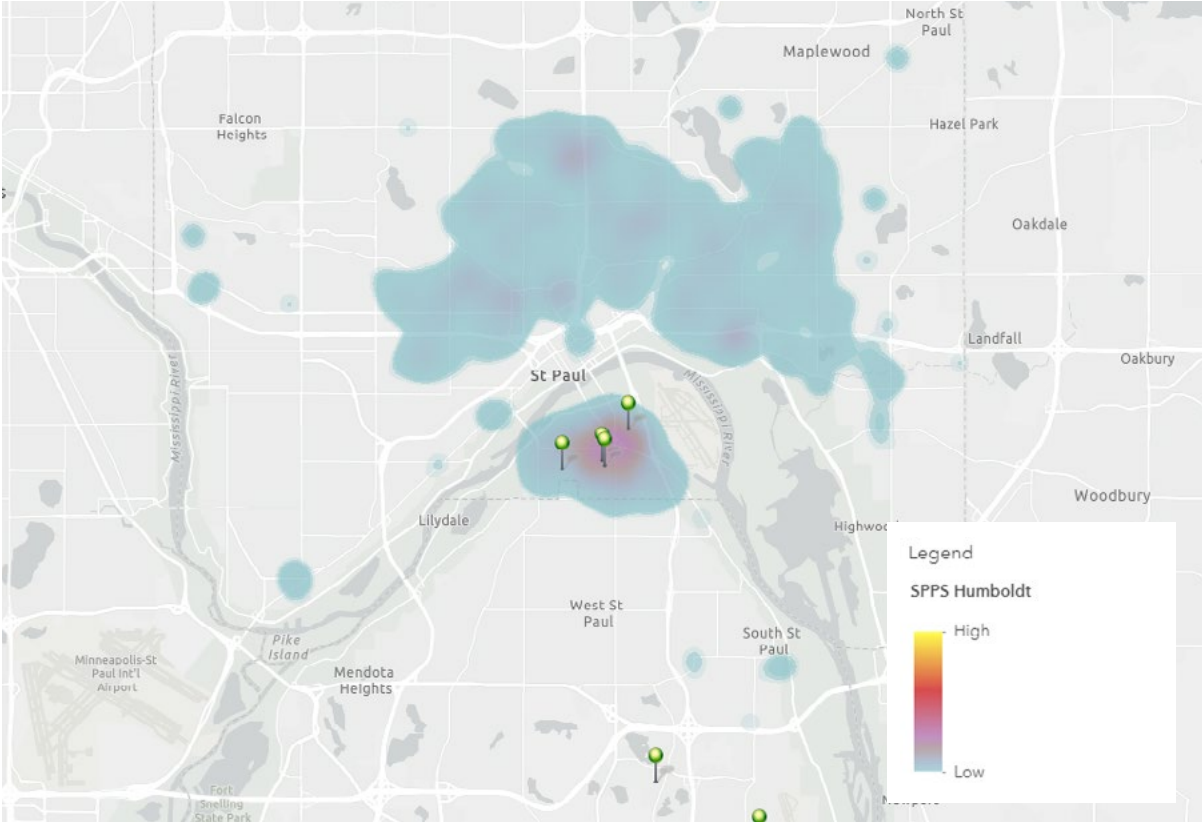 North St
Paul
Maplewood
Falcon
Heights
Hazel Park
s
Oakdale
Landfall
Oakbury
St Paul
Mississippi River
Mississippi River
Woodbury
Lilydale
Highwood
Legend
SPPS Humboldt
High
Low
West St
Paul
South St
Paul
Pike
Island
Minneapolis-St
Paul Int'l
Airport
Mendota
Heights
Fort
Snelling
State Park